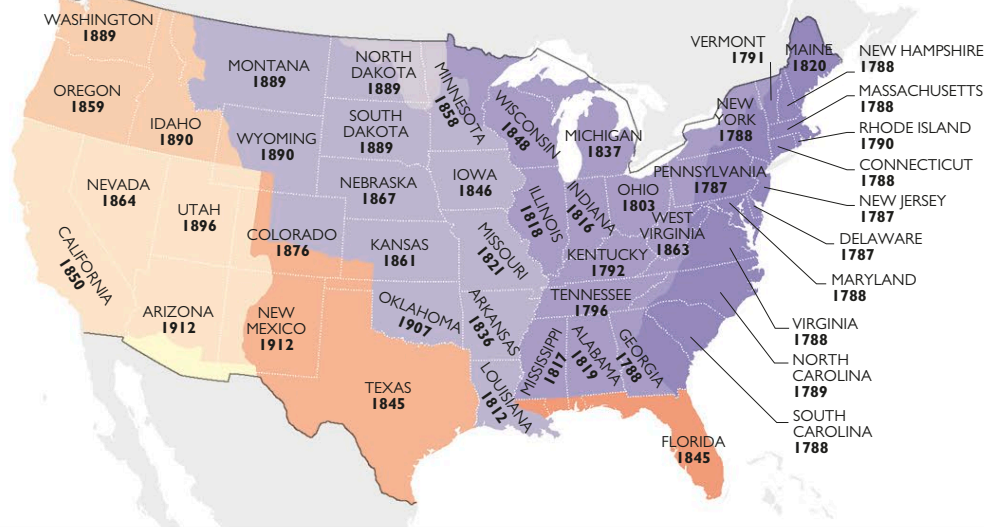 WASHINGTON
1889
OREGON
1859
IDAHO
1890
MONTANA
1889
WYOMING
1890
NORTH
DAKOTA
1889
SOUTH
DAKOTA
1889
NEBRASKA
1867
KANSAS
1861
OKLAHOMA
1907
NEVADA
1864
UTAH
1896
COLORADO
1876
CALIFORNIA
1850
ARIZONA
1912
NEW
MEXICO
1912
TEXAS
1845
MINNESOTA
1858
IOWA
1846
MISSOURI
1821
ARKANSAS
1836
LOUISIANA
1812
WISCONSIN
1848
MICHIGAN
1837
ILLINOIS
1818
INDIANA
1816
OHIO
1803
KENTUCKY
1792
TENNESSEE
1796
MISSISSIPPI
1817
ALABAMA
1819
GEORGIA
1788
FLORIDA
1845
WEST
VIRGINIA
1863
PENNSYLVANIA
1787
NEW
YORK
1788
VERMONT
1791
MAINE
1820
NEW HAMPSHIRE
1788
MASSACHUSETTS
1788
RHODE ISLAND
1790
CONNECTICUT
1788
NEW JERSEY
1787
DELAWARE
1787
MARYLAND
1788
VIRGINIA
1788
NORTH
CAROLINA
1789
SOUTH
CAROLINA
1788